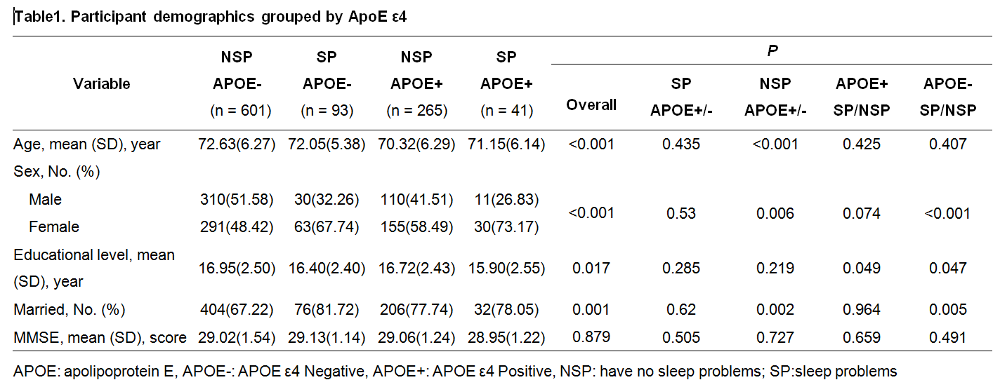 Table1. Participant demographics grouped by ApoE ε4
Variable NSP APOE- (n = 601) SP APOE- (n = 93) NSP APOE+ (n = 265) SP APOE+ (n = 41) P
Overall SP APOE+/- NSP APOE+/- APOE+ SP/NSP APOE- SP/NSP
Age, mean (SD), year 72.63(6.27) 72.05(5.38) 70.32(6.29) 71.15(6.14) <0.001 0.435 <0.001 0.425 0.407
Sex, No. (%)
Male 310(51.58) 30(32.26) 110(41.51) 11(26.83)
<0.001 0.53 0.006 0.074 <0.001
Female 291(48.42) 63(67.74) 155(58.49) 30(73.17)
Educational level, mean (SD), year 16.95(2.50) 16.40(2.40) 16.72(2.43) 15.90(2.55) 0.017 0.285 0.219 0.049 0.047
Married, No. (%) 404(67.22) 76(81.72) 206(77.74) 32(78.05) 0.001 0.62 0.002 0.964 0.005
MMSE, mean (SD), score 29.02(1.54) 29.13(1.14) 29.06(1.24) 28.95(1.22) 0.879 0.505 0.727 0.659 0.491
APOE: apolipoprotein E, APOE-: APOE ε4 Negative, APOE+: APOE ε4 Positive, NSP: have no sleep problems; SP:sleep problems